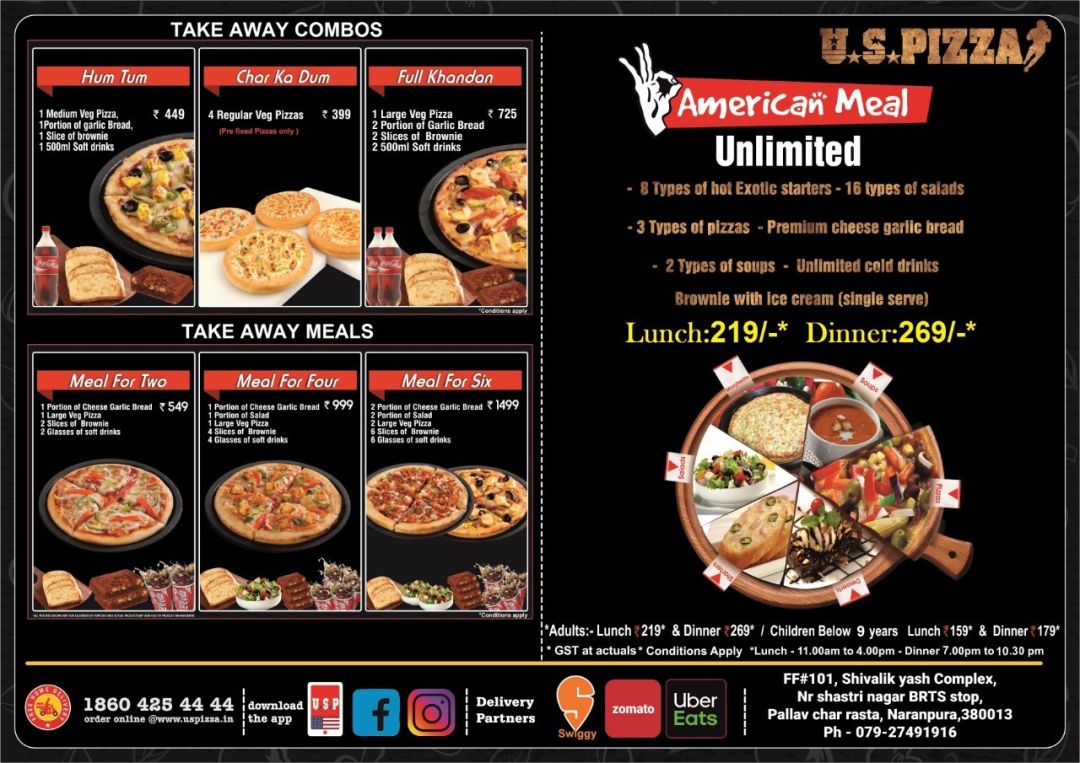 TAKE AWAY COMBOS
Hum Tum
1 Medium Veg Pizza, ₹ 449
1Portion of garlic Bread,
1 Slice of brownie
1 500ml Soft drinks
Char Ka Dum
4 Regular Veg Pizzas ₹ 399
(Pre fixed Pizzas only )
Full Khandan
1 Large Veg Pizza ₹ 725
2 Portion of Garlic Bread
2 Slices of Brownie
2 500ml Soft drinks
*Conditions apply
TAKE AWAY MEALS
Meal For Two
1 Portion of Cheese Garlic Bread ₹ 549
1 Large Veg Pizza
2 Slices of Brownie
2 Glasses of soft drinks
Meal For Four
1 Portion of Cheese Garlic Bread ₹ 999
1 Portion of Salad
1 Large Veg Pizza
4 Slices of Brownie
4 Glasses of soft drinks
Meal For Six
2 Portion of Cheese Garlic Bread ₹ 1499
2 Portion of Salad
2 Large Veg Pizza
6 Slices of Brownie
6 Glasses of soft drinks
*Conditions apply
U.S.PIZZA
American Meal
Unlimited
- 8 Types of hot Exotic starters - 16 types of salads
- 3 Types of pizzas - Premium cheese garlic bread
- 2 Types of soups - Unlimited cold drinks
Brownie with ice cream (single serve)
Lunch:219/-* Dinner:269/-*
Soups
Salads
Pizzas
Starters
Desserts
*Adults:- Lunch ₹219* & Dinner ₹269* / Children Below 9 years Lunch ₹159* & Dinner ₹179*
* GST at actuals * Conditions Apply *Lunch - 11.00am to 4.00pm - Dinner 7.00pm to 10.30 pm
1860 485 44 44
order online @www.uspizza.in
download
the app
USP
Delivery
Partners
Swiggy
zomato
Uber
Eats
FF#101, Shivalik yash Complex,
Nr shastri nagar BRTS stop,
Pallav char rasta, Naranpura,380013
Ph - 079-27491916